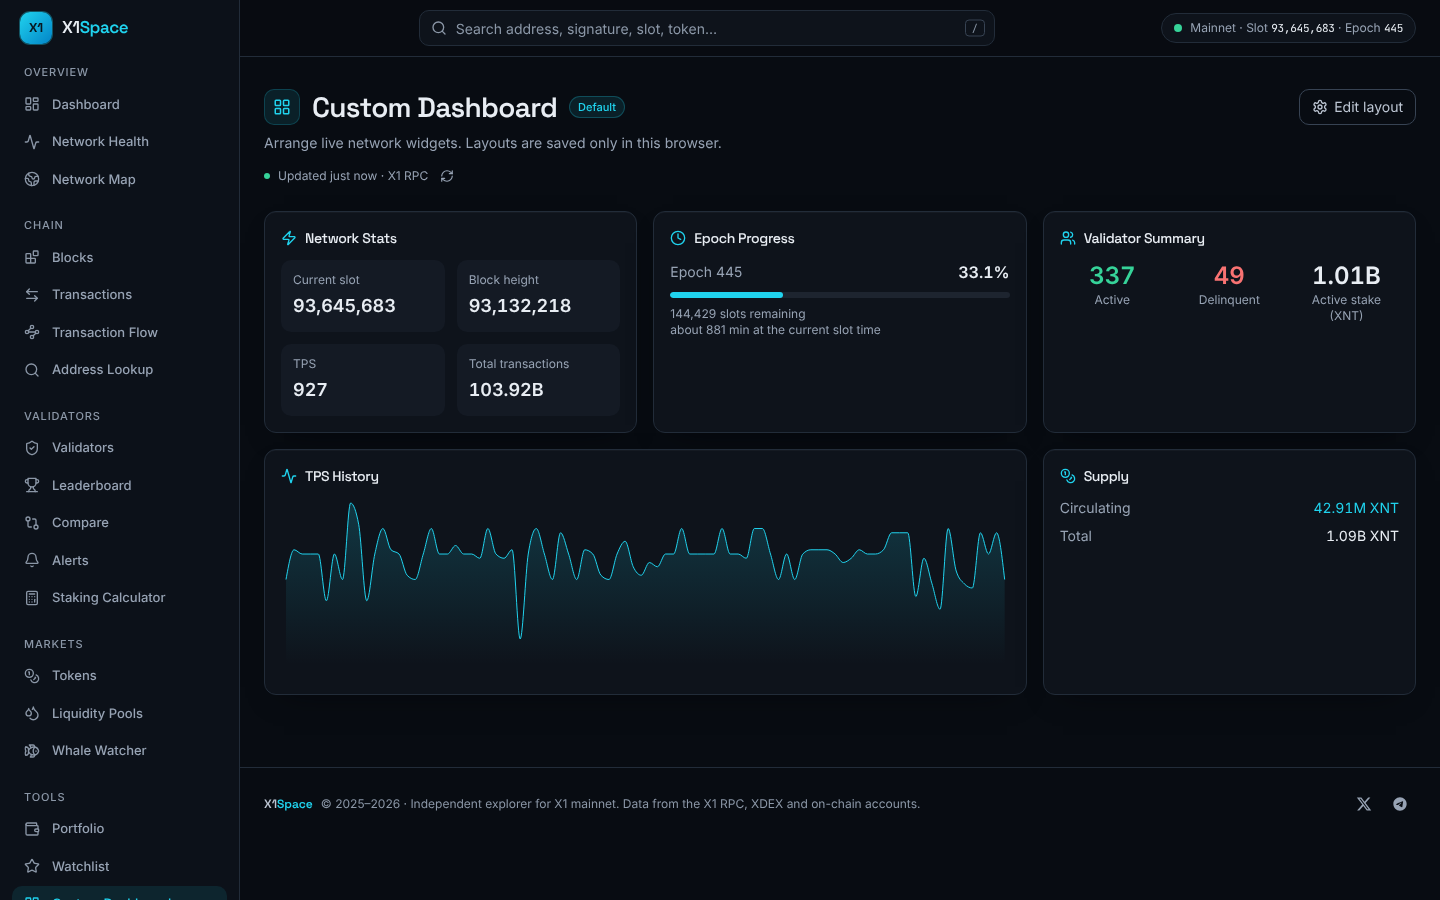 X1 X1Space
Search address, signature, slot, token... /
Mainnet · Slot 93,645,683 · Epoch 445
OVERVIEW
Dashboard
Network Health
Network Map
CHAIN
Blocks
Transactions
Transaction Flow
Address Lookup
VALIDATORS
Validators
Leaderboard
Compare
Alerts
Staking Calculator
MARKETS
Tokens
Liquidity Pools
Whale Watcher
TOOLS
Portfolio
Watchlist
Custom Dashboard Default
Edit layout
Arrange live network widgets. Layouts are saved only in this browser.
Updated just now · X1 RPC
Network Stats
Current slot
93,645,683
Block height
93,132,218
TPS
927
Total transactions
103.92B
Epoch Progress
Epoch 445 33.1%
144,429 slots remaining
about 881 min at the current slot time
Validator Summary
337
Active
49
Delinquent
1.01B
Active stake
(XNT)
TPS History
Supply
Circulating 42.91M XNT
Total 1.09B XNT
X1Space © 2025–2026 · Independent explorer for X1 mainnet. Data from the X1 RPC, XDEX and on-chain accounts.